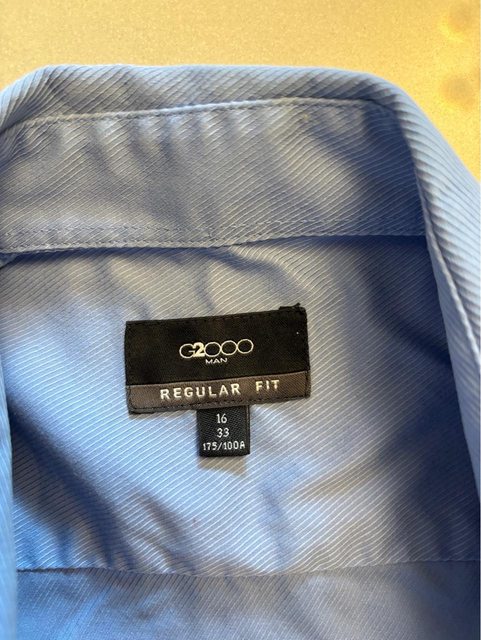 G2000
MAN
REGULAR FIT
16
33
175/100A